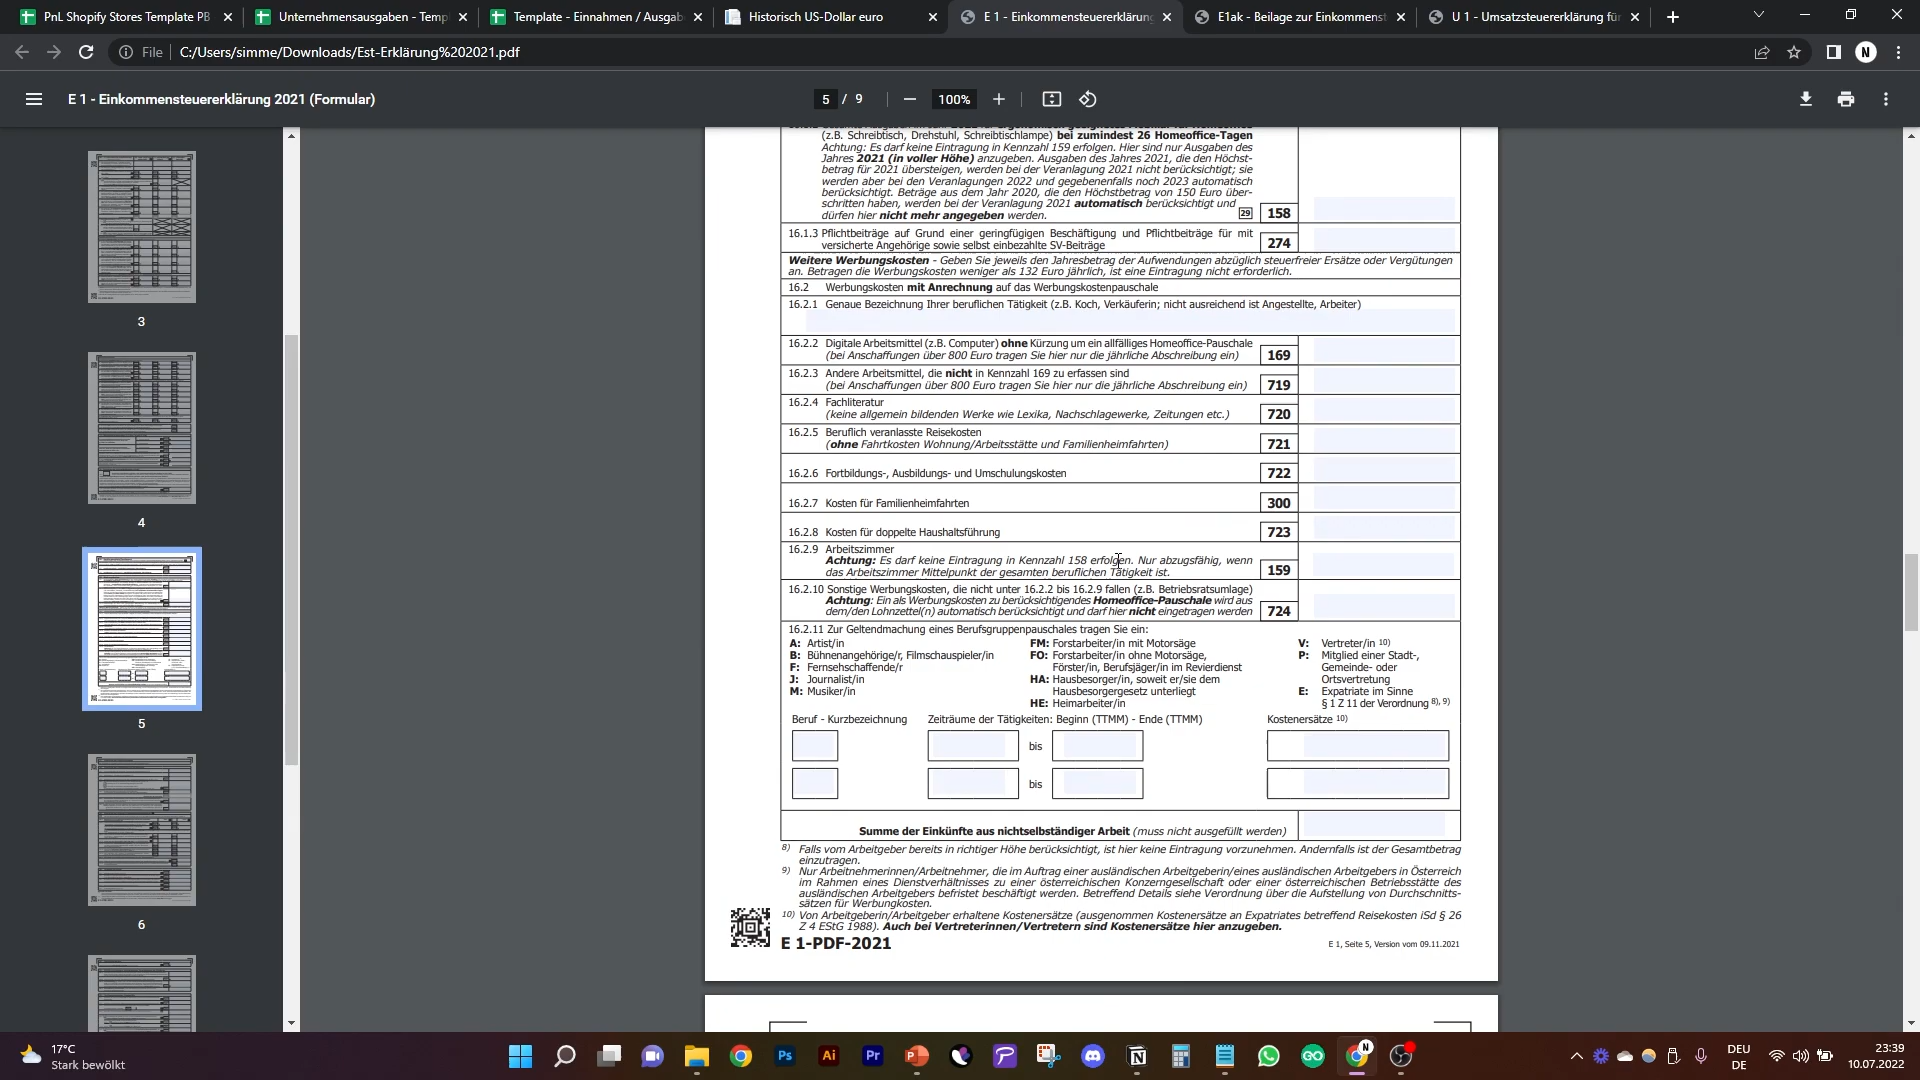 PnL Shopify Stores Template PB
Unternehmensausgaben - Temp
Template - Einnahmen / Ausgab
Historisch US-Dollar euro
E 1 - Einkommensteuererklärung
E1ak - Beilage zur Einkommenst
U 1 - Umsatzsteuererklärung für
File
C:/Users/simme/Downloads/Est-Erklärung%202021.pdf
N
E 1 - Einkommensteuererklärung 2021 (Formular)
5 / 9
100%
3
4
5
6
(z.B. Schreibtisch, Drehstuhl, Schreibtischlampe) bei zumindest 26 Homeoffice-Tagen
Achtung: Es darf keine Eintragung in Kennzahl 159 erfolgen. Hier sind nur Ausgaben des
Jahres 2021 (in voller Höhe) anzugeben. Ausgaben des Jahres 2021, die den Höchst-
betrag für 2021 übersteigen, werden bei der Veranlagung 2021 nicht berücksichtigt; sie
werden aber bei den Veranlagungen 2022 und gegebenenfalls noch 2023 automatisch
berücksichtigt. Beträge aus dem Jahr 2020, die den Höchstbetrag von 150 Euro über-
schritten haben, werden bei der Veranlagung 2021 automatisch berücksichtigt und
dürfen hier nicht mehr angegeben werden. 29 158
16.1.3 Pflichtbeiträge auf Grund einer geringfügigen Beschäftigung und Pflichtbeiträge für mit
versicherte Angehörige sowie selbst einbezahlte SV-Beiträge 274
Weitere Werbungskosten - Geben Sie jeweils den Jahresbetrag der Aufwendungen abzüglich steuerfreier Ersätze oder Vergütungen
an. Betragen die Werbungskosten weniger als 132 Euro jährlich, ist eine Eintragung nicht erforderlich.
16.2 Werbungskosten mit Anrechnung auf das Werbungskostenpauschale
16.2.1 Genaue Bezeichnung Ihrer beruflichen Tätigkeit (z.B. Koch, Verkäuferin; nicht ausreichend ist Angestellte, Arbeiter)
16.2.2 Digitale Arbeitsmittel (z.B. Computer) ohne Kürzung um ein allfälliges Homeoffice-Pauschale
(bei Anschaffungen über 800 Euro tragen Sie hier nur die jährliche Abschreibung ein) 169
16.2.3 Andere Arbeitsmittel, die nicht in Kennzahl 169 zu erfassen sind
(bei Anschaffungen über 800 Euro tragen Sie hier nur die jährliche Abschreibung ein) 719
16.2.4 Fachliteratur
(keine allgemein bildenden Werke wie Lexika, Nachschlagewerke, Zeitungen etc.) 720
16.2.5 Beruflich veranlasste Reisekosten
(ohne Fahrtkosten Wohnung/Arbeitsstätte und Familienheimfahrten) 721
16.2.6 Fortbildungs-, Ausbildungs- und Umschulungskosten 722
16.2.7 Kosten für Familienheimfahrten 300
16.2.8 Kosten für doppelte Haushaltsführung 723
16.2.9 Arbeitszimmer
Achtung: Es darf keine Eintragung in Kennzahl 158 erfolgen. Nur abzugsfähig, wenn
das Arbeitszimmer Mittelpunkt der gesamten beruflichen Tätigkeit ist. 159
16.2.10 Sonstige Werbungskosten, die nicht unter 16.2.2 bis 16.2.9 fallen (z.B. Betriebsratsumlage)
Achtung: Ein als Werbungskosten zu berücksichtigendes Homeoffice-Pauschale wird aus
dem/den Lohnzettel(n) automatisch berücksichtigt und darf hier nicht eingetragen werden 724
16.2.11 Zur Geltendmachung eines Berufsgruppenpauschales tragen Sie ein:
A: Artist/in
B: Bühnenangehörige/r, Filmschauspieler/in
F: Fernsehschaffende/r
J: Journalist/in
M: Musiker/in
FM: Forstarbeiter/in mit Motorsäge
FO: Forstarbeiter/in ohne Motorsäge,
Förster/in, Berufsjäger/in im Revierdienst
HA: Hausbesorger/in, soweit er/sie dem
Hausbesorgergesetz unterliegt
HE: Heimarbeiter/in
V: Vertreter/in 10)
P: Mitglied einer Stadt-,
Gemeinde- oder
Ortsvertretung
E: Expatriate im Sinne
§ 1 Z 11 der Verordnung 8), 9)
Beruf - Kurzbezeichnung Zeiträume der Tätigkeiten: Beginn (TTMM) - Ende (TTMM) Kostenersätze 10)
bis
bis
Summe der Einkünfte aus nichtselbständiger Arbeit (muss nicht ausgefüllt werden)
8) Falls vom Arbeitgeber bereits in richtiger Höhe berücksichtigt, ist hier keine Eintragung vorzunehmen. Andernfalls ist der Gesamtbetrag
einzutragen.
9) Nur Arbeitnehmerinnen/Arbeitnehmer, die im Auftrag einer ausländischen Arbeitgeberin/eines ausländischen Arbeitgebers in Österreich
im Rahmen eines Dienstverhältnisses zu einer österreichischen Konzerngesellschaft oder einer österreichischen Betriebsstätte des
ausländischen Arbeitgebers befristet beschäftigt werden. Betreffend Details siehe Verordnung über die Aufstellung von Durchschnitts-
sätzen für Werbungskosten.
10) Von Arbeitgeberin/Arbeitgeber erhaltene Kostenersätze (ausgenommen Kostenersätze an Expatriates betreffend Reisekosten iSd § 26
Z 4 EStG 1988). Auch bei Vertreterinnen/Vertretern sind Kostenersätze hier anzugeben.
E 1-PDF-2021
E 1, Seite 5, Version vom 09.11.2021
17°C
Stark bewölkt
Ps
Ai
Pr
N
DEU
DE
23:39
10.07.2022